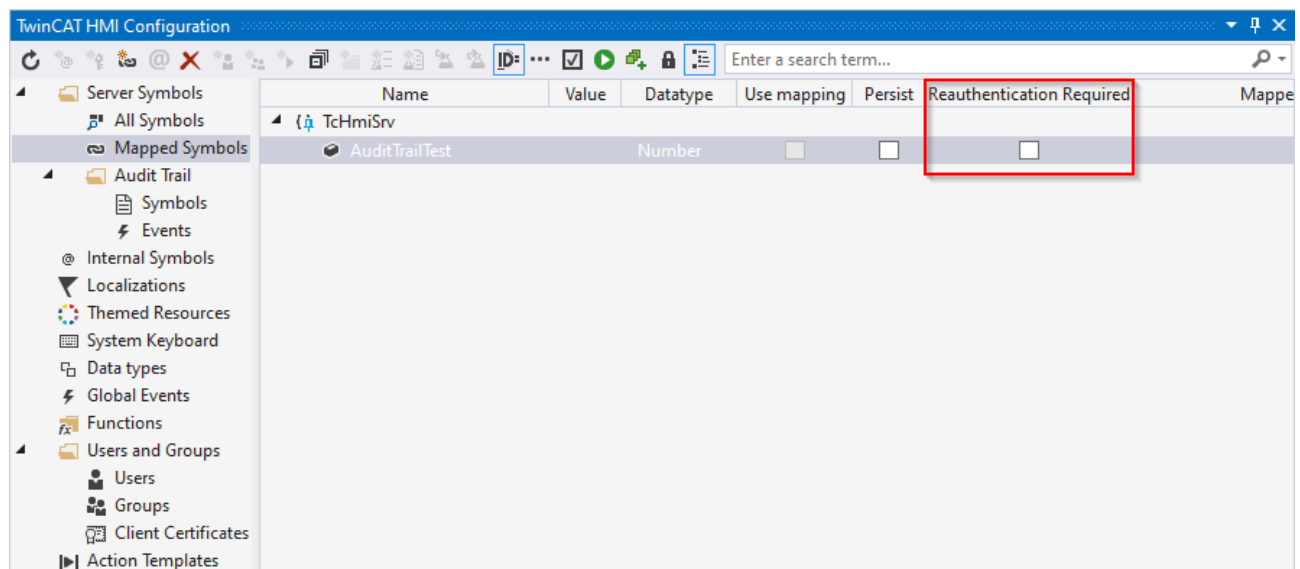 TwinCAT HMI Configuration
Enter a search term...
Server Symbols
Name Value Datatype Use mapping Persist Reauthentication Required Mappe
All Symbols
TcHmiSrv
Mapped Symbols
AuditTrailTest Number
Audit Trail
Symbols
Events
Internal Symbols
Localizations
Themed Resources
System Keyboard
Data types
Global Events
Functions
Users and Groups
Users
Groups
Client Certificates
Action Templates